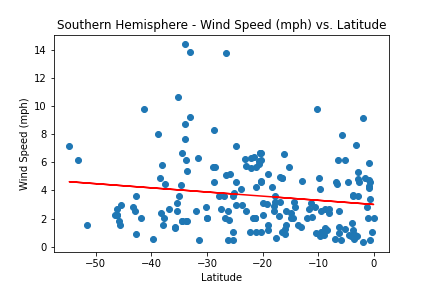 Southern Hemisphere - Wind Speed (mph) vs. Latitude
14
12
10
8
6
4
2
0
Wind Speed (mph)
−50 −40 −30 −20 −10 0
Latitude